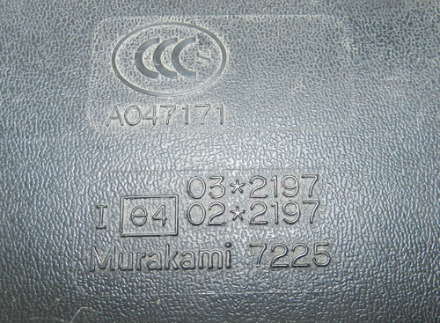 CCC S
A047171
03*2197
I e4 02*2197
Murakami 7225